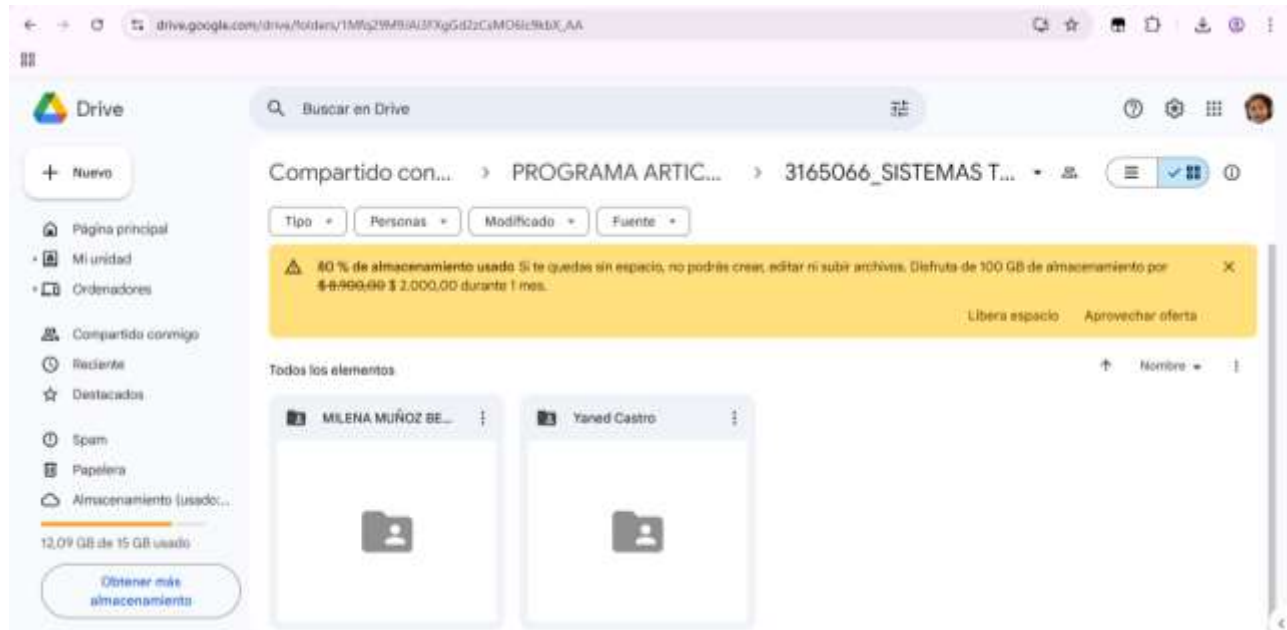 drive.google.com/drive/folders/
Drive
Buscar en Drive
Nuevo
Compartido con... > PROGRAMA ARTIC... > 3165066_SISTEMAS T...
Tipo
Personas
Modificado
Fuente
Página principal
Mi unidad
Ordenadores
Compartido conmigo
Reciente
Destacados
Spam
Papelera
Almacenamiento (usado:...
12,09 GB de 15 GB usado
Obtener más
almacenamiento
80 % de almacenamiento usado Si te quedas sin espacio, no podrás crear, editar ni subir archivos. Disfruta de 100 GB de almacenamiento por
$ 8.900,00 $ 2.000,00 durante 1 mes.
Libera espacio Aprovechar oferta
Todos los elementos
Nombre
MILENA MUÑOZ BE...
Yaned Castro